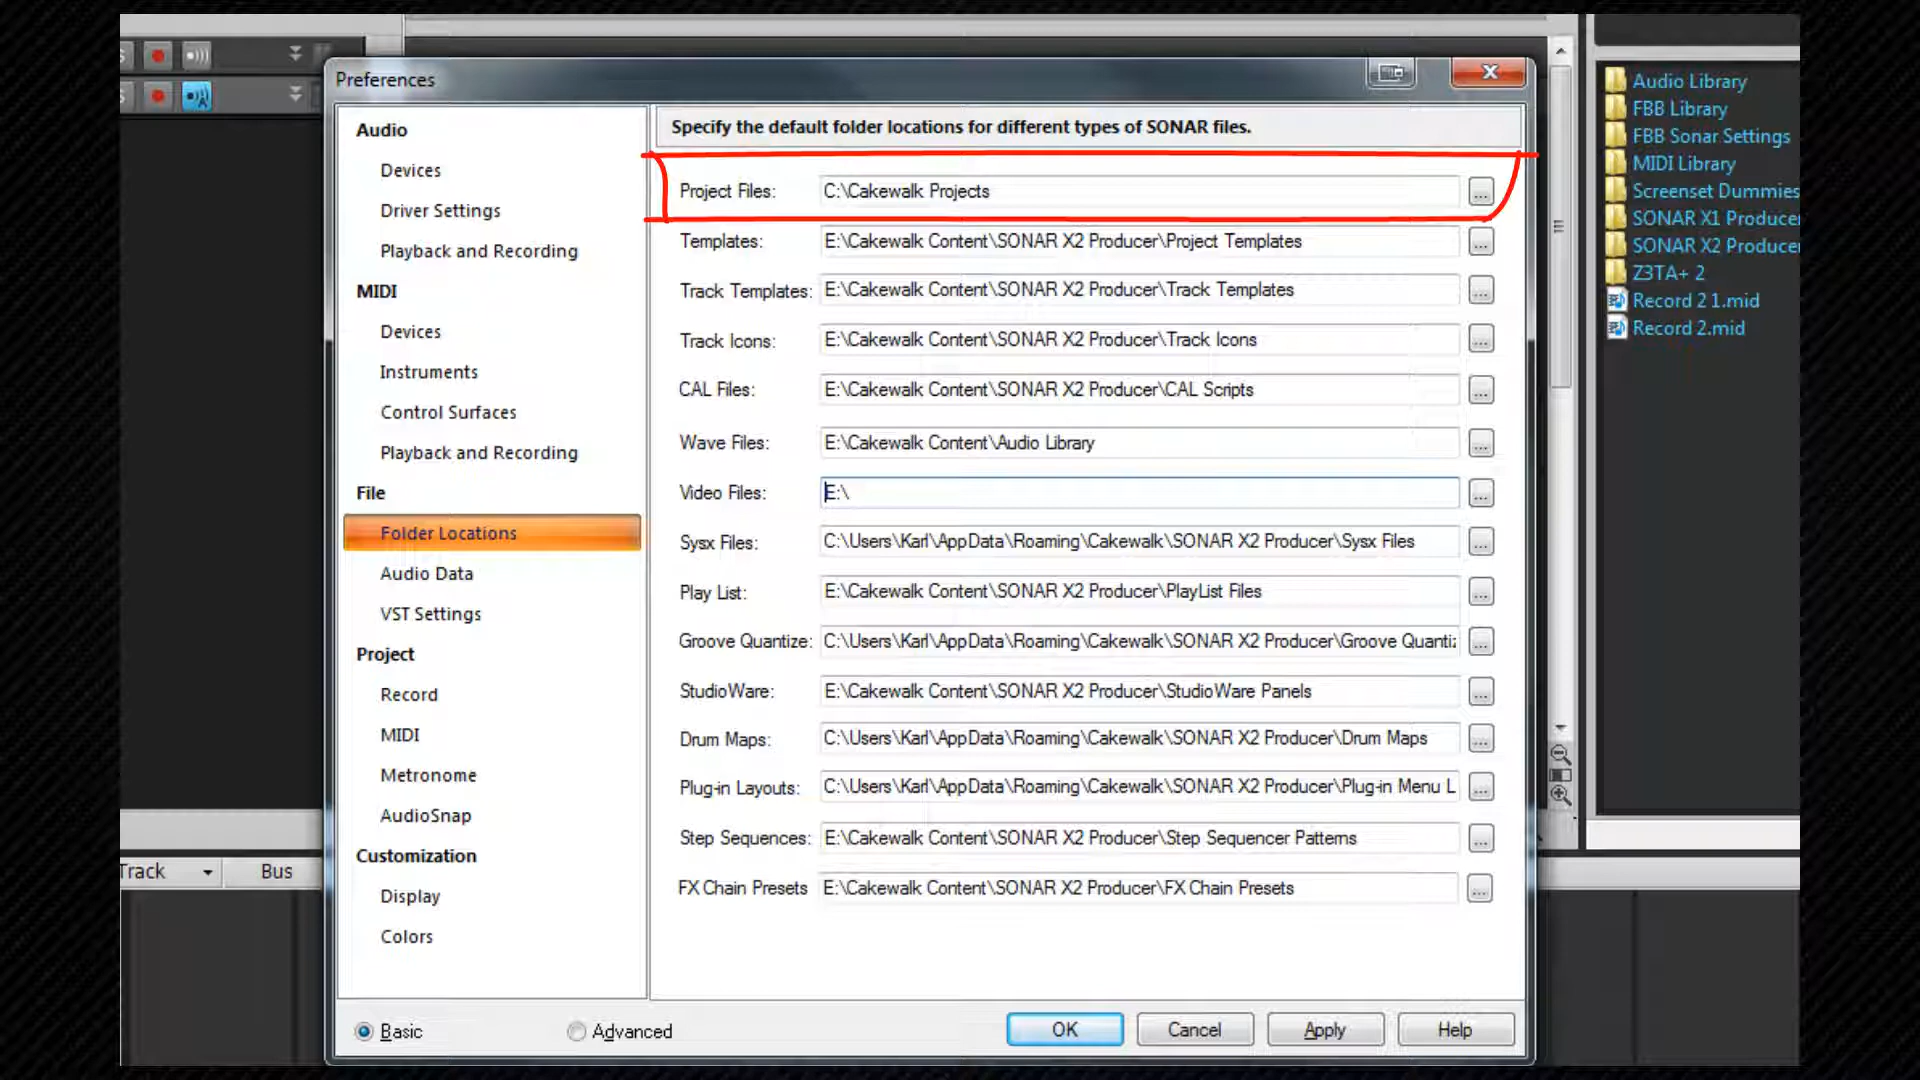 Preferences
Audio
Devices
Driver Settings
Playback and Recording
MIDI
Devices
Instruments
Control Surfaces
Playback and Recording
File
Folder Locations
Audio Data
VST Settings
Project
Record
MIDI
Metronome
AudioSnap
Customization
Display
Colors
Basic
Advanced
Specify the default folder locations for different types of SONAR files.
Project Files: C:\Cakewalk Projects ...
Templates: E:\Cakewalk Content\SONAR X2 Producer\Project Templates ...
Track Templates: E:\Cakewalk Content\SONAR X2 Producer\Track Templates ...
Track Icons: E:\Cakewalk Content\SONAR X2 Producer\Track Icons ...
CAL Files: E:\Cakewalk Content\SONAR X2 Producer\CAL Scripts ...
Wave Files: E:\Cakewalk Content\Audio Library ...
Video Files: E:\ ...
Sysx Files: C:\Users\Karl\AppData\Roaming\Cakewalk\SONAR X2 Producer\Sysx Files ...
Play List: E:\Cakewalk Content\SONAR X2 Producer\PlayList Files ...
Groove Quantize: C:\Users\Karl\AppData\Roaming\Cakewalk\SONAR X2 Producer\Groove Quantiz ...
StudioWare: E:\Cakewalk Content\SONAR X2 Producer\StudioWare Panels ...
Drum Maps: C:\Users\Karl\AppData\Roaming\Cakewalk\SONAR X2 Producer\Drum Maps ...
Plug-in Layouts: C:\Users\Karl\AppData\Roaming\Cakewalk\SONAR X2 Producer\Plug-in Menu L ...
Step Sequences: E:\Cakewalk Content\SONAR X2 Producer\Step Sequencer Patterns ...
FX Chain Presets E:\Cakewalk Content\SONAR X2 Producer\FX Chain Presets ...
OK
Cancel
Apply
Help
Track
Bus
Audio Library
FBB Library
FBB Sonar Settings
MIDI Library
Screenset Dummies
SONAR X1 Producer
SONAR X2 Producer
Z3TA+ 2
Record 2 1.mid
Record 2.mid